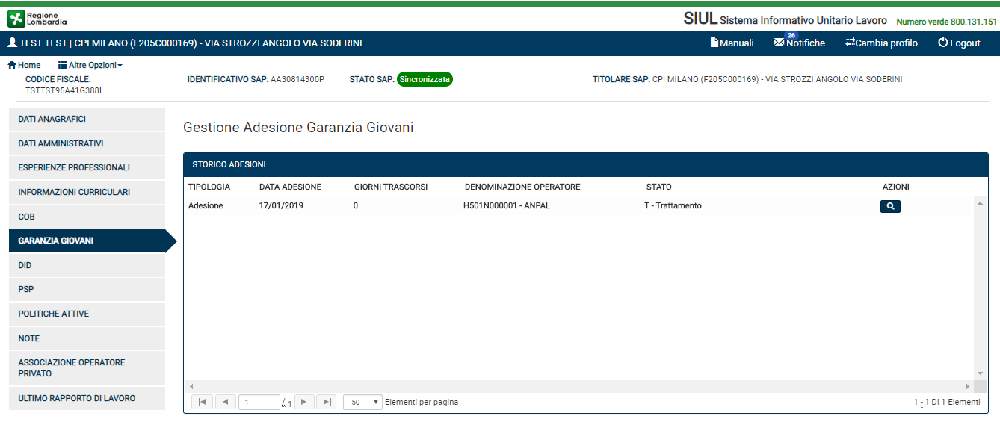 Regione
Lombardia
SIUL Sistema Informativo Unitario Lavoro Numero verde 800.131.151
TEST TEST | CPI MILANO (F205C000169) - VIA STROZZI ANGOLO VIA SODERINI
Manuali 26 Notifiche Cambia profilo Logout
Home Altre Opzioni
CODICE FISCALE:
TSTTST95A41G388L
IDENTIFICATIVO SAP: AA30814300P
STATO SAP: Sincronizzata
TITOLARE SAP: CPI MILANO (F205C000169) - VIA STROZZI ANGOLO VIA SODERINI
DATI ANAGRAFICI
DATI AMMINISTRATIVI
ESPERIENZE PROFESSIONALI
INFORMAZIONI CURRICULARI
COB
GARANZIA GIOVANI
DID
PSP
POLITICHE ATTIVE
NOTE
ASSOCIAZIONE OPERATORE
PRIVATO
ULTIMO RAPPORTO DI LAVORO
Gestione Adesione Garanzia Giovani
STORICO ADESIONI
TIPOLOGIA DATA ADESIONE GIORNI TRASCORSI DENOMINAZIONE OPERATORE STATO AZIONI
Adesione 17/01/2019 0 H501N000001 - ANPAL T - Trattamento
1 / 1 50 Elementi per pagina 1 - 1 Di 1 Elementi